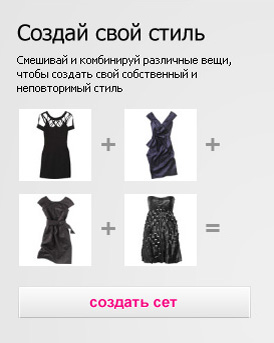 Создай свой стиль
Смешивай и комбинируй различные вещи,
чтобы создать свой собственный и
неповторимый стиль
+ +
+ =
создать сет